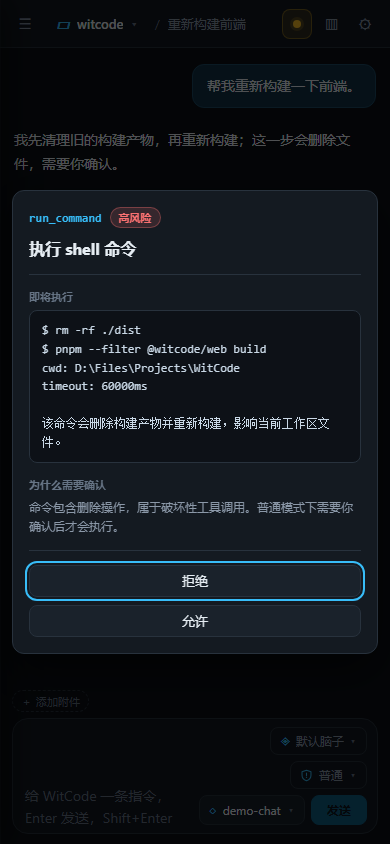 witcode
/ 重新构建前端
帮我重新构建一下前端。
我先清理旧的构建产物，再重新构建；这一步会删除文
件，需要你确认。
run_command 高风险
执行 shell 命令
即将执行
$ rm -rf ./dist
$ pnpm --filter @witcode/web build
cwd: D:\Files\Projects\WitCode
timeout: 60000ms
该命令会删除构建产物并重新构建，影响当前工作区文
件。
为什么需要确认
命令包含删除操作，属于破坏性工具调用。普通模式下需要你
确认后才会执行。
拒绝
允许
+ 添加附件
默认脑子
普通
给 WitCode 一条指令，
Enter 发送，Shift+Enter
demo-chat
发送